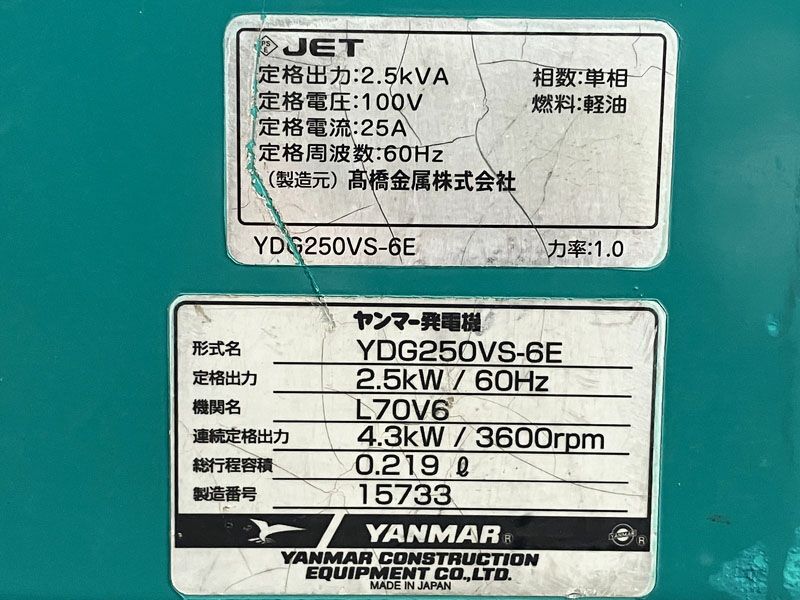 PS E JET
定格出力:2.5kVA 相数:単相
定格電圧:100V 燃料:軽油
定格電流:25A
定格周波数:60Hz
(製造元) 髙橋金属株式会社
YDG250VS-6E 力率:1.0
ヤンマー発電機
形式名 YDG250VS-6E
定格出力 2.5kW / 60Hz
機関名 L70V6
連続定格出力 4.3kW / 3600rpm
総行程容積 0.219 ℓ
製造番号 15733
YANMAR® YANMAR ®
YANMAR CONSTRUCTION
EQUIPMENT CO.,LTD.
MADE IN JAPAN